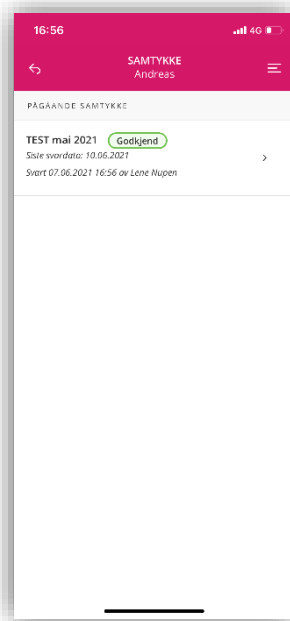 16:56
4G
SAMTYKKE
Andreas
PÅGÅANDE SAMTYKKE
TEST mai 2021 Godkjend
Siste svardato: 10.06.2021
Svart 07.06.2021 16:56 av Lene Nupen